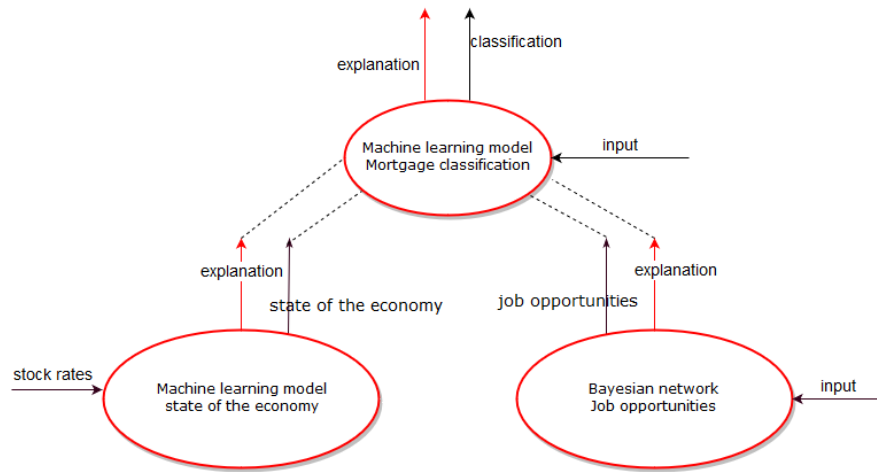 classification
explanation
Machine learning model
Mortgage classification
input
explanation
explanation
state of the economy
job opportunities
stock rates
Machine learning model
state of the economy
Bayesian network
Job opportunities
input